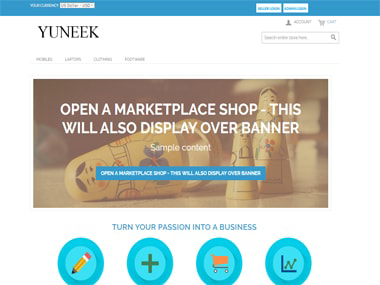 YOUR CURRENCY: US Dollar - USD
SELLER LOGIN ADMIN LOGIN
YUNEEK
ACCOUNT CART
Search entire store here...
MOBILES LAPTOPS CLOTHING FOOTWARE
OPEN A MARKETPLACE SHOP - THIS
WILL ALSO DISPLAY OVER BANNER
Sample content
OPEN A MARKETPLACE SHOP - THIS WILL ALSO DISPLAY OVER BANNER
TURN YOUR PASSION INTO A BUSINESS